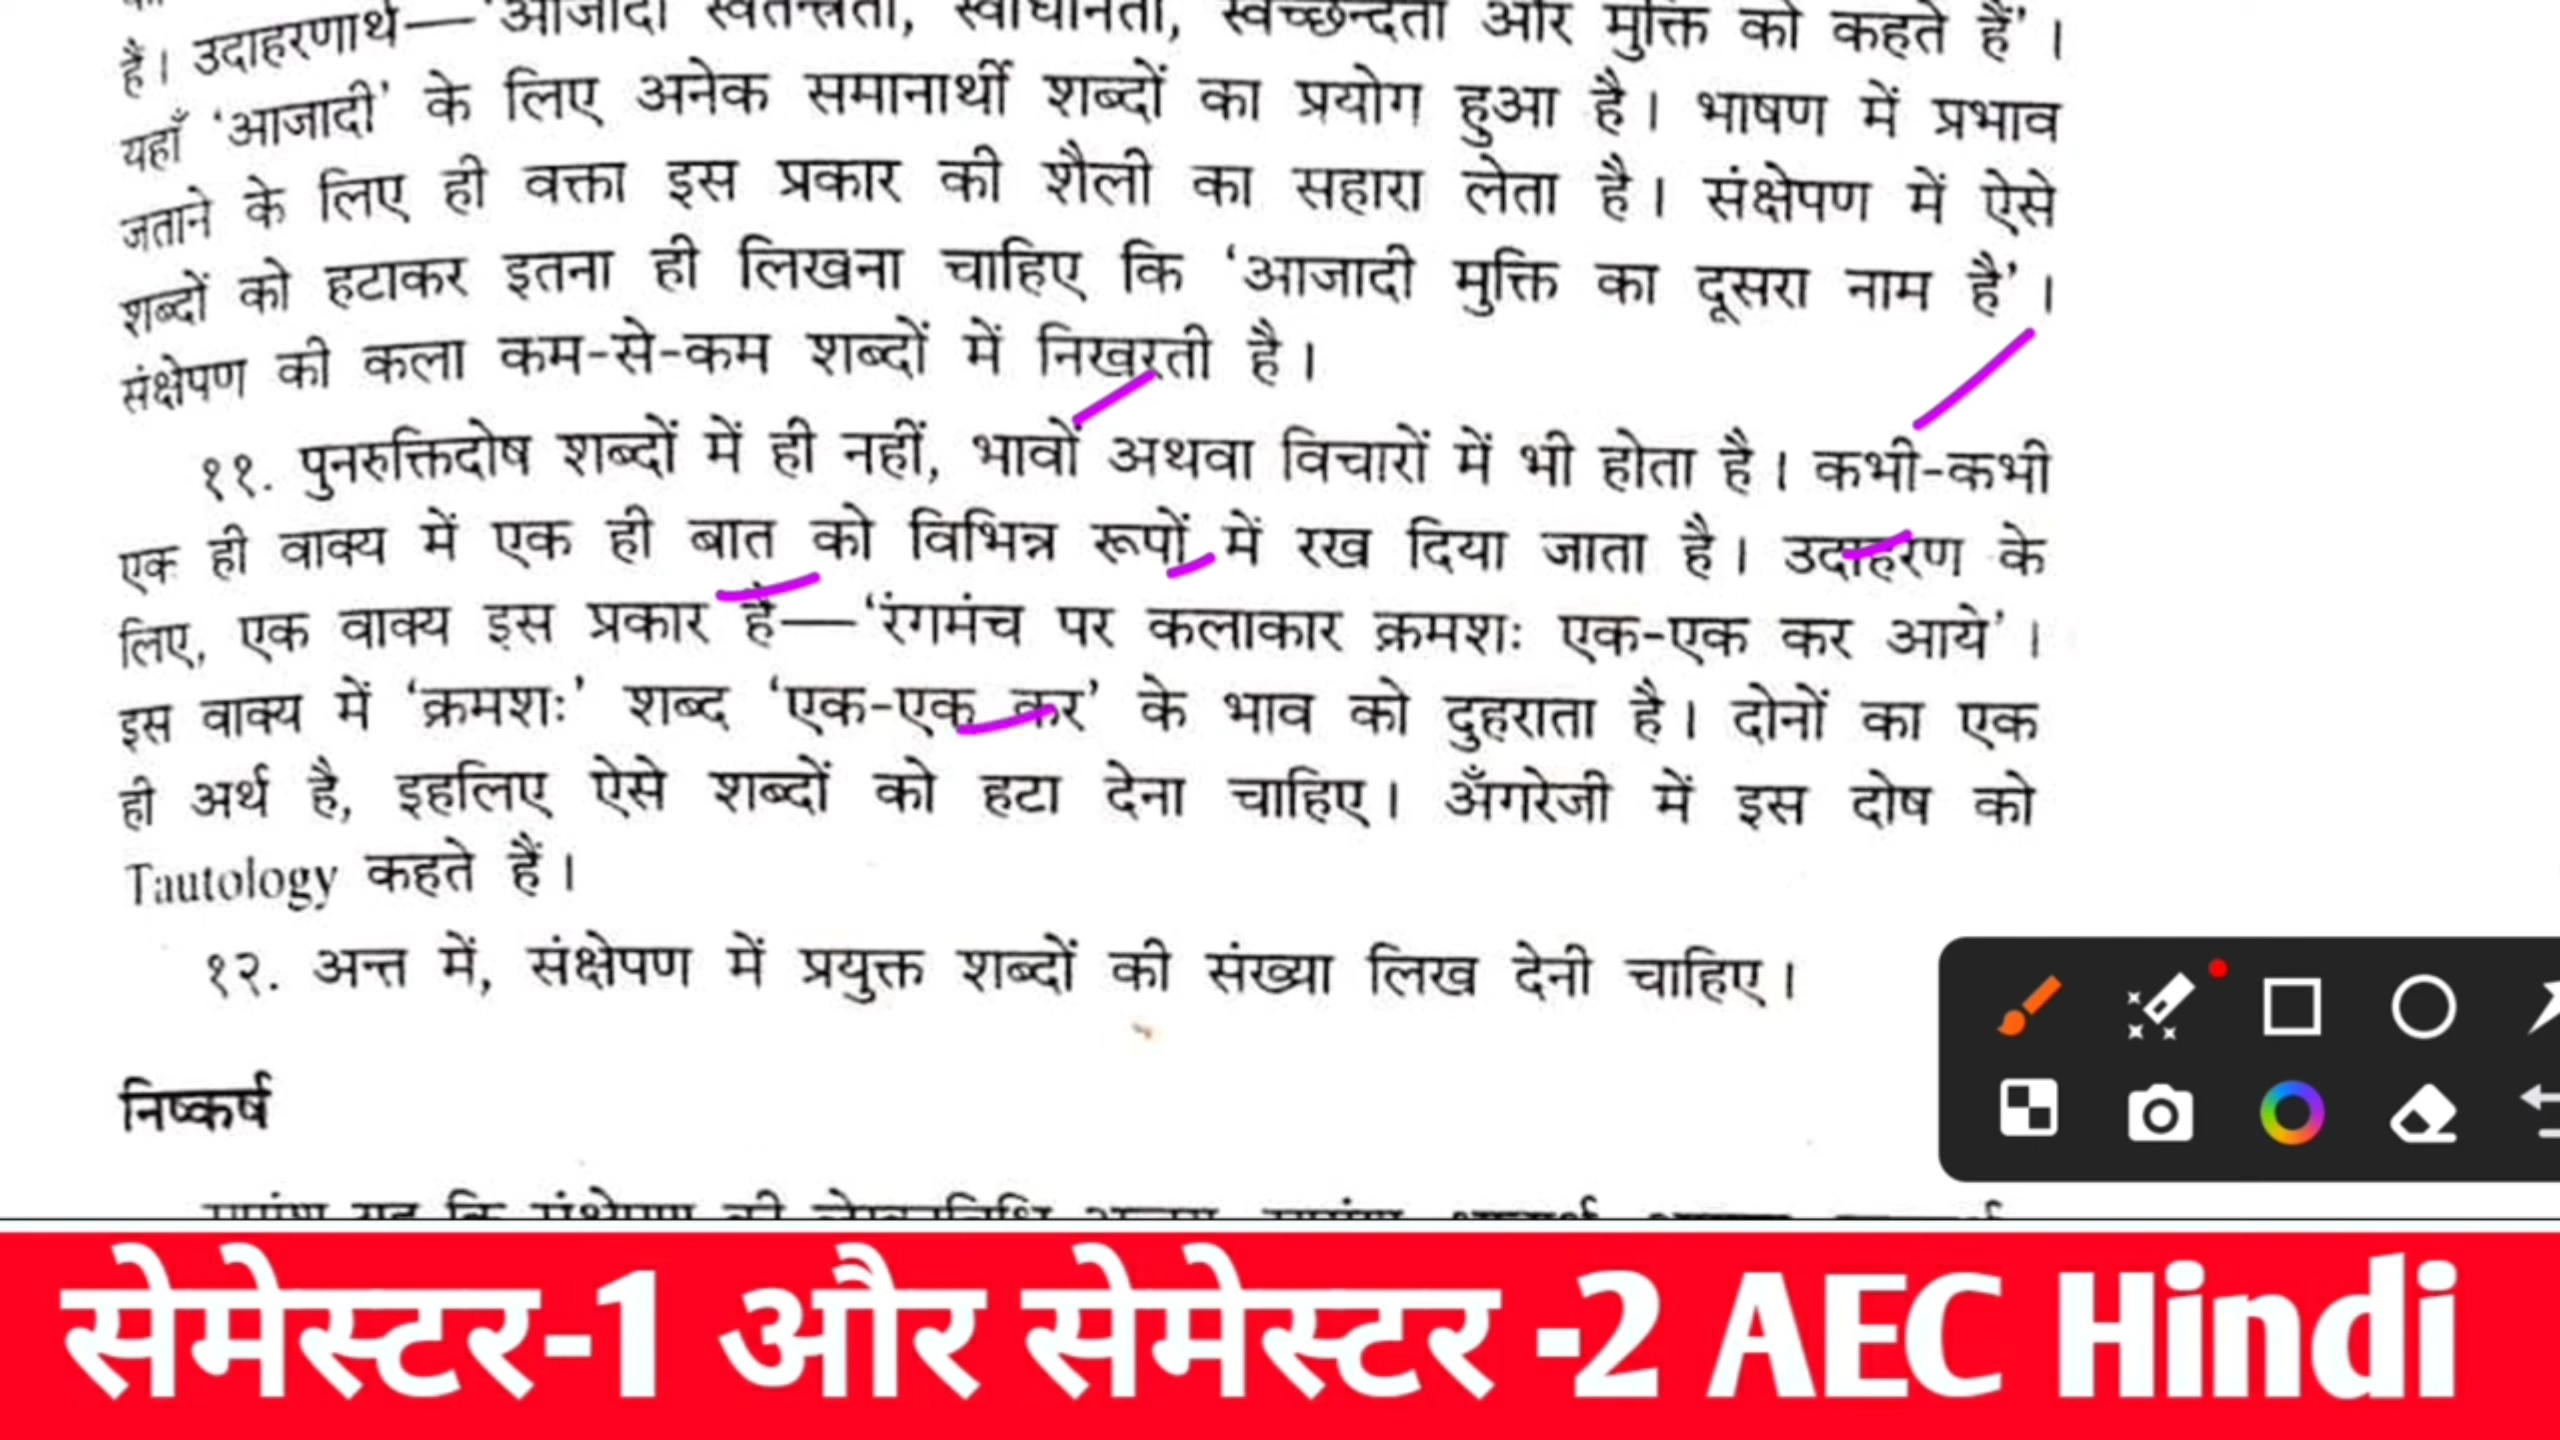 हैं। उदाहरणार्थ—'आजादी स्वतन्त्रता, स्वाधीनता, स्वच्छन्दता और मुक्ति को कहते हैं'।
यहाँ 'आजादी' के लिए अनेक समानार्थी शब्दों का प्रयोग हुआ है। भाषण में प्रभाव
जताने के लिए ही वक्ता इस प्रकार की शैली का सहारा लेता है। संक्षेपण में ऐसे
शब्दों को हटाकर इतना ही लिखना चाहिए कि 'आजादी मुक्ति का दूसरा नाम है'।
संक्षेपण की कला कम-से-कम शब्दों में निखरती है।
११. पुनरुक्तिदोष शब्दों में ही नहीं, भावों अथवा विचारों में भी होता है। कभी-कभी
एक ही वाक्य में एक ही बात को विभिन्न रूपों में रख दिया जाता है। उदाहरण के
लिए, एक वाक्य इस प्रकार है—'रंगमंच पर कलाकार क्रमशः एक-एक कर आये'।
इस वाक्य में 'क्रमशः' शब्द 'एक-एक कर' के भाव को दुहराता है। दोनों का एक
ही अर्थ है, इहलिए ऐसे शब्दों को हटा देना चाहिए। अँगरेजी में इस दोष को
Tautology कहते हैं।
१२. अन्त में, संक्षेपण में प्रयुक्त शब्दों की संख्या लिख देनी चाहिए।
निष्कर्ष
सेमेस्टर-1 और सेमेस्टर -2 AEC Hindi